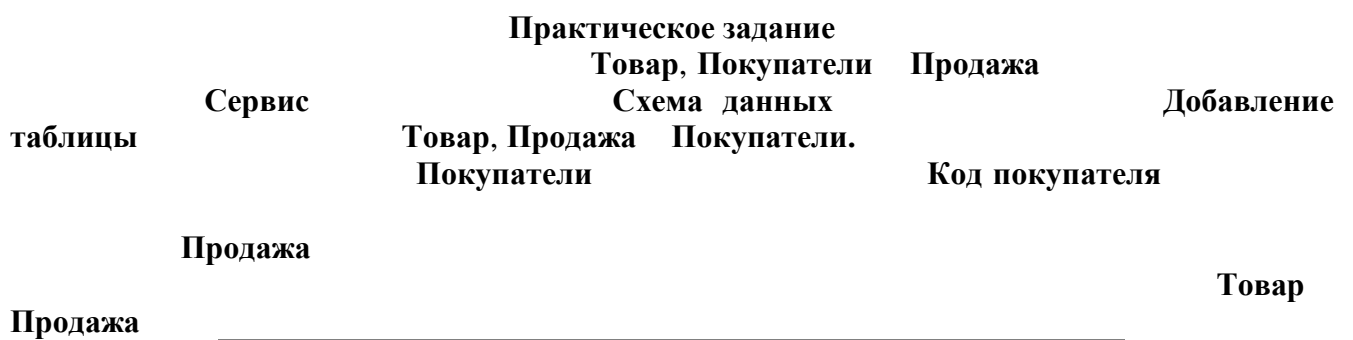 Практическое задание
Товар, Покупатели Продажа
Сервис Схема данных Добавление
таблицы Товар, Продажа Покупатели.
Покупатели Код покупателя
Продажа
Товар
Продажа